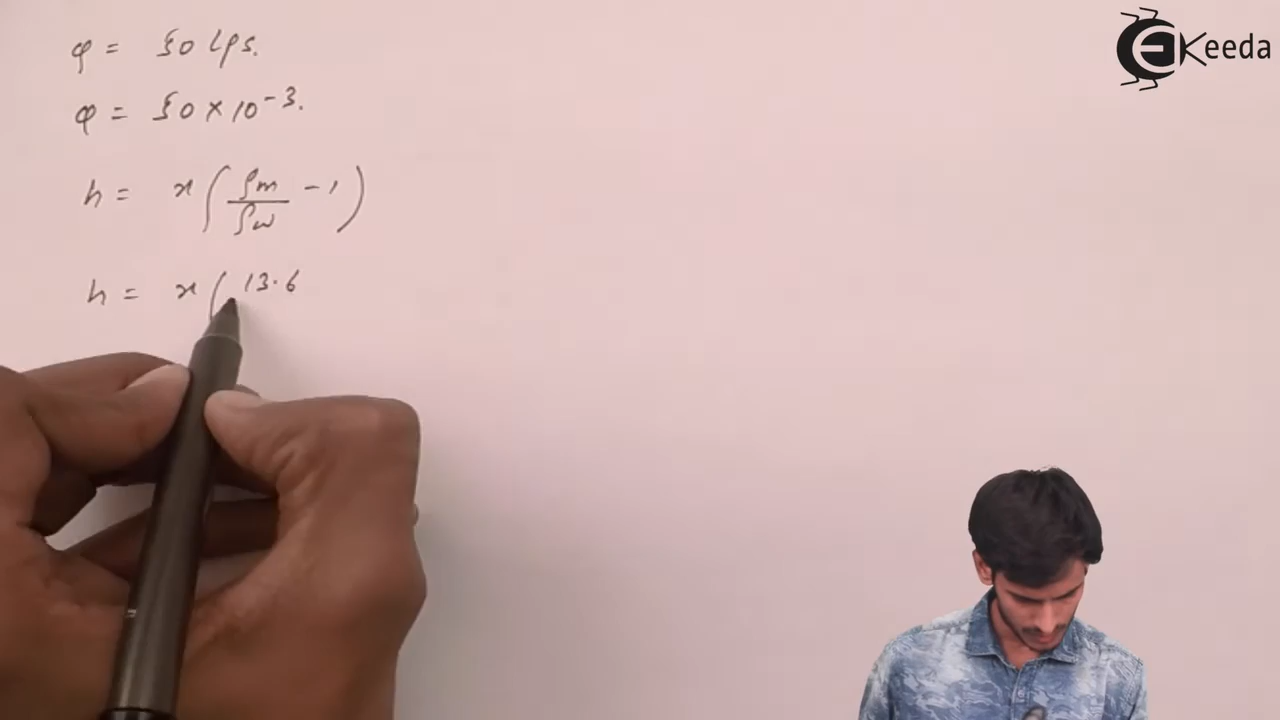 φ = 50 lps.
φ = 50 × 10⁻³.
h = x (ρm/ρw - 1)
h = x ( 13.6
EKeeda